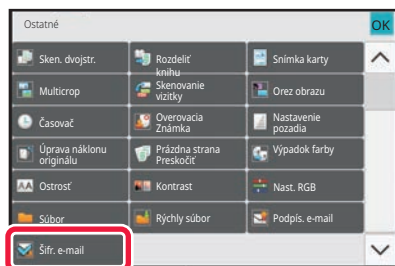 Ostatné
OK
Sken. dvojstr.
Rozdeliť
knihu
Snímka karty
Multicrop
Skenovanie
vizitky
Orez obrazu
Časovač
Overovacia
Známka
Nastavenie
pozadia
Úprava náklonu
originálu
Prázdna strana
Preskočiť
Výpadok farby
AA Ostrosť
Kontrast
Nast. RGB
Súbor
Rýchly súbor
Podpís. e-mail
Šifr. e-mail